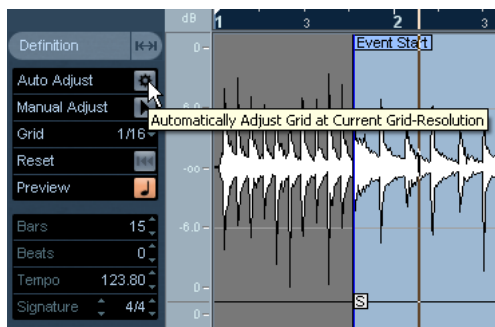 dB 1 3 2 3
Definition
0
Event Start
Auto Adjust
Manual Adjust
Automatically Adjust Grid at Current Grid-Resolution
Grid 1/16
Reset
-oo
Preview
Bars 15
-6.0
Beats 0
Tempo 123.80
0
Signature 4/4
S
0